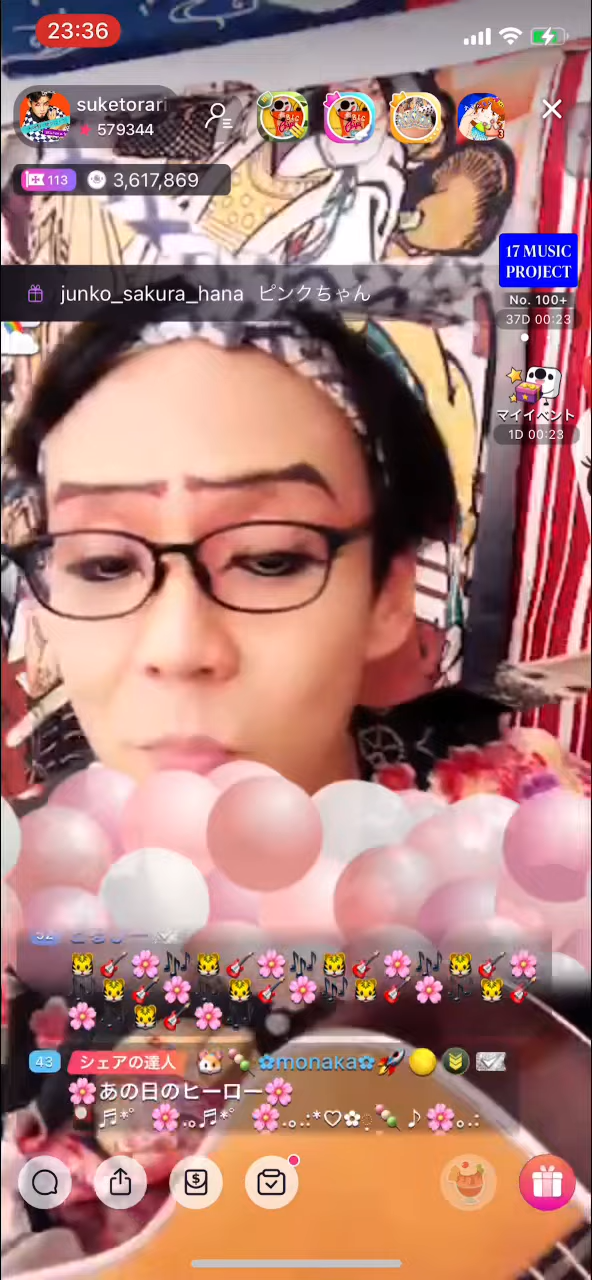 23:36
suketorar
579344
113 3,617,869
17 MUSIC
PROJECT
No. 100+
37D 00:23
junko_sakura_hana ピンクちゃん
マイイベント
1D 00:23
🐯🎸🌸🎶🐯🎸🌸🎶🐯🎸🌸🎶🐯🎸🌸
🎶🐯🎸🌸🎶🐯🎸🌸🎶🐯🎸🌸🎶🐯🎸
🌸🎶🐯🎸🌸🎶
43 シェアの達人 🐹🍡✿monaka✿🚀🟡
🌸あの日のヒーロー🌸
🎴♬*ﾟ 🌸.｡♬*ﾟ 🌸.｡.:*♡✿🍡♪🌸｡.: